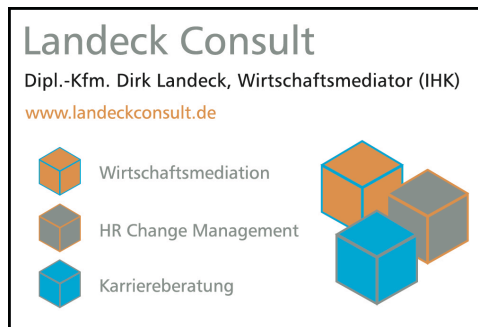 Landeck Consult
Dipl.-Kfm. Dirk Landeck, Wirtschaftsmediator (IHK)
www.landeckconsult.de
Wirtschaftsmediation
HR Change Management
Karriereberatung